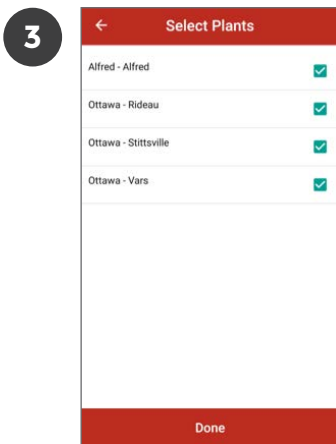 3
Select Plants
Alfred - Alfred
Ottawa - Rideau
Ottawa - Stittsville
Ottawa - Vars
Done